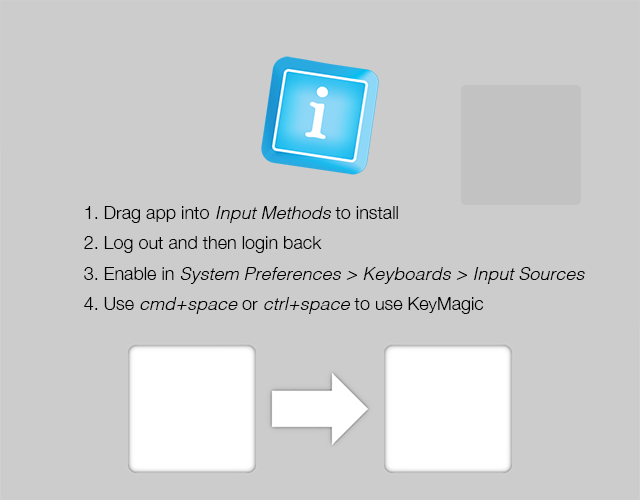 i
1. Drag app into Input Methods to install
2. Log out and then login back
3. Enable in System Preferences > Keyboards > Input Sources
4. Use cmd+space or ctrl+space to use KeyMagic